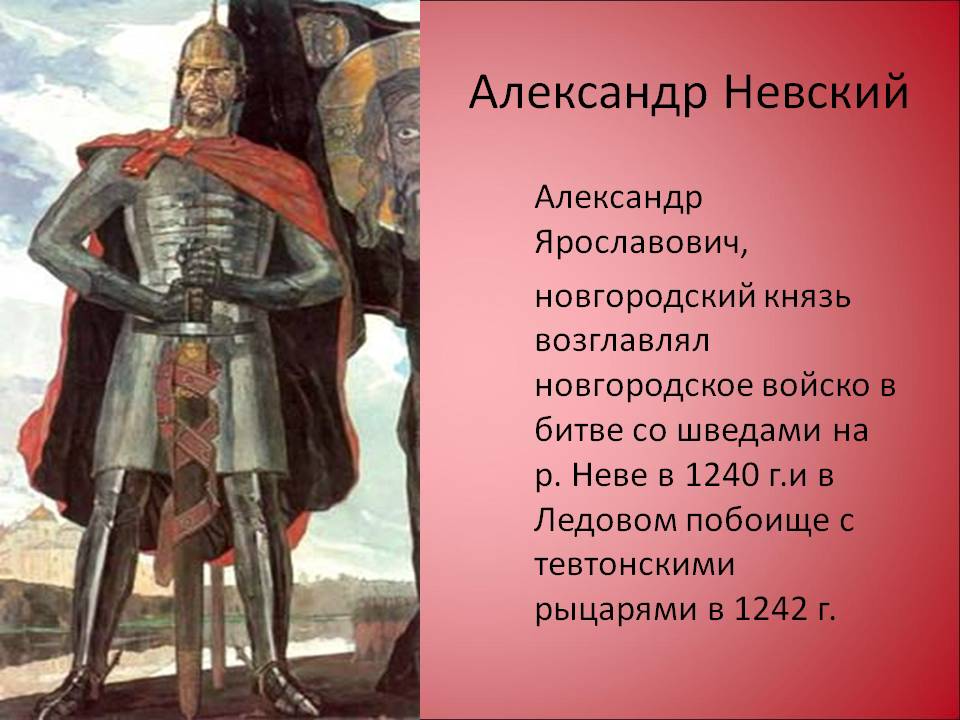 Александр Невский
Александр
Ярославович,
новгородский князь
возглавлял
новгородское войско в
битве со шведами на
р. Неве в 1240 г.и в
Ледовом побоище с
тевтонскими
рыцарями в 1242 г.